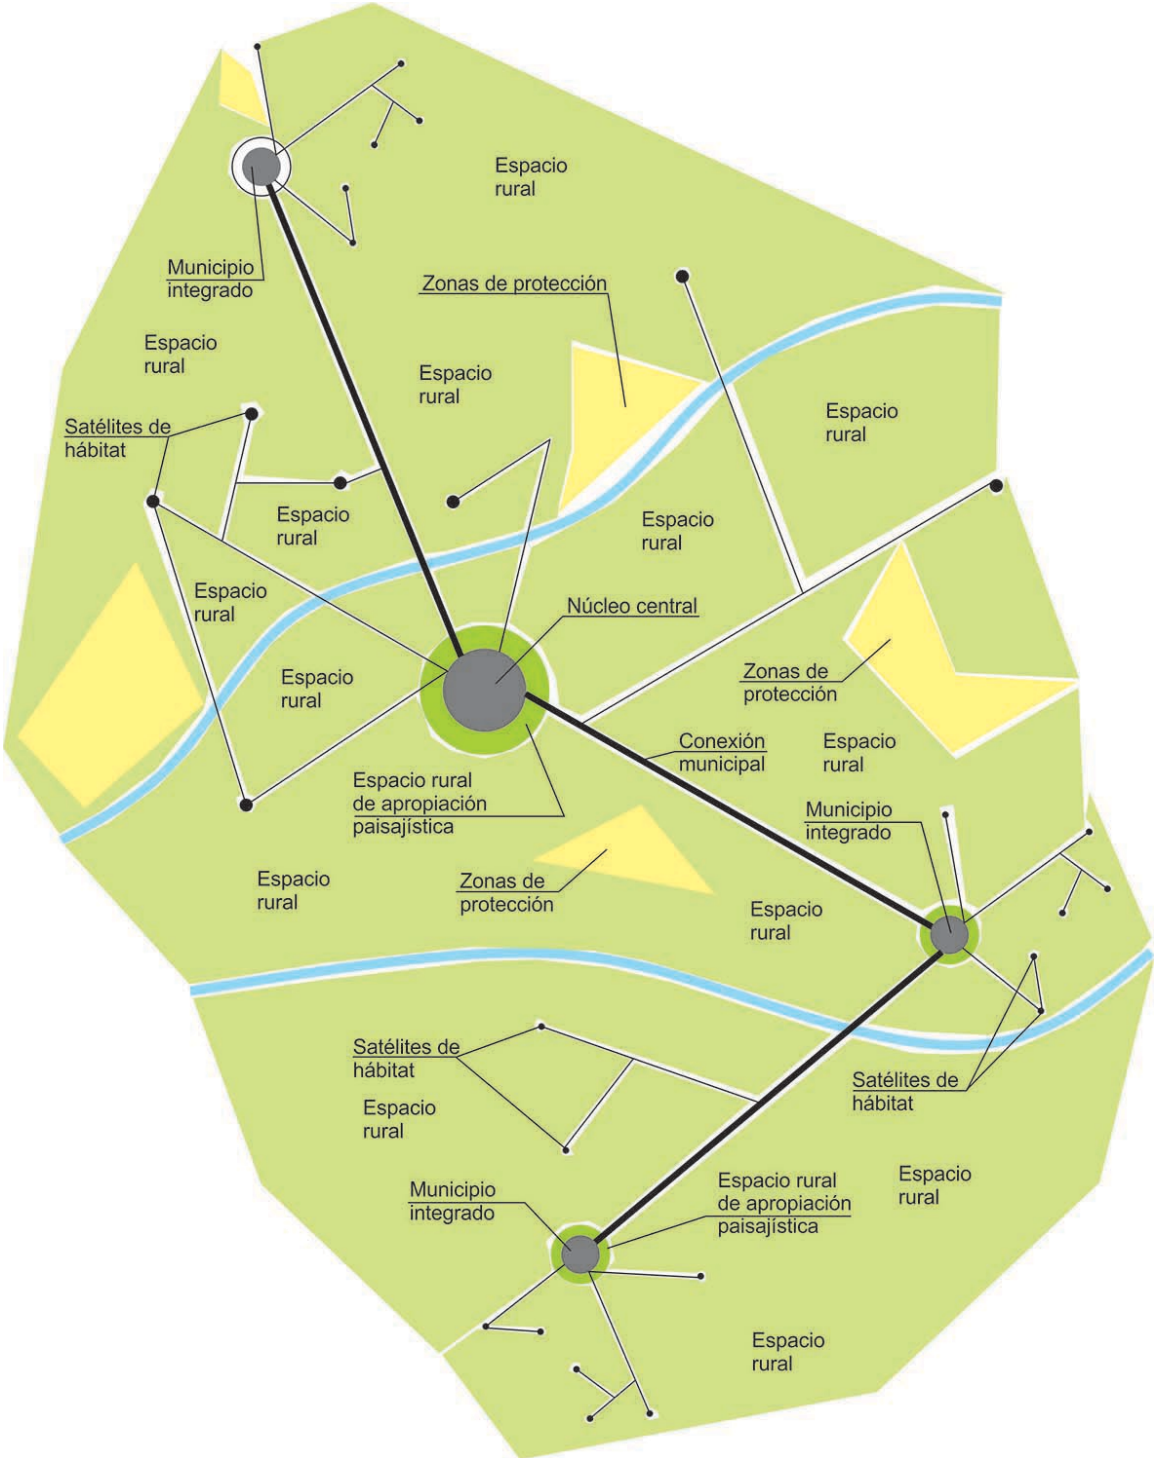 Espacio
rural
Municipio
integrado
Zonas de protección
Espacio
rural
Espacio
rural
Espacio
rural
Satélites de
hábitat
Espacio
rural
Espacio
rural
Espacio
rural
Núcleo central
Espacio
rural
Zonas de
protección
Conexión
municipal
Espacio
rural
Espacio rural
de apropiación
paisajística
Municipio
integrado
Espacio
rural
Zonas de
protección
Espacio
rural
Satélites de
hábitat
Satélites de
hábitat
Espacio
rural
Espacio
rural
Municipio
integrado
Espacio rural
de apropiación
paisajística
Espacio
rural